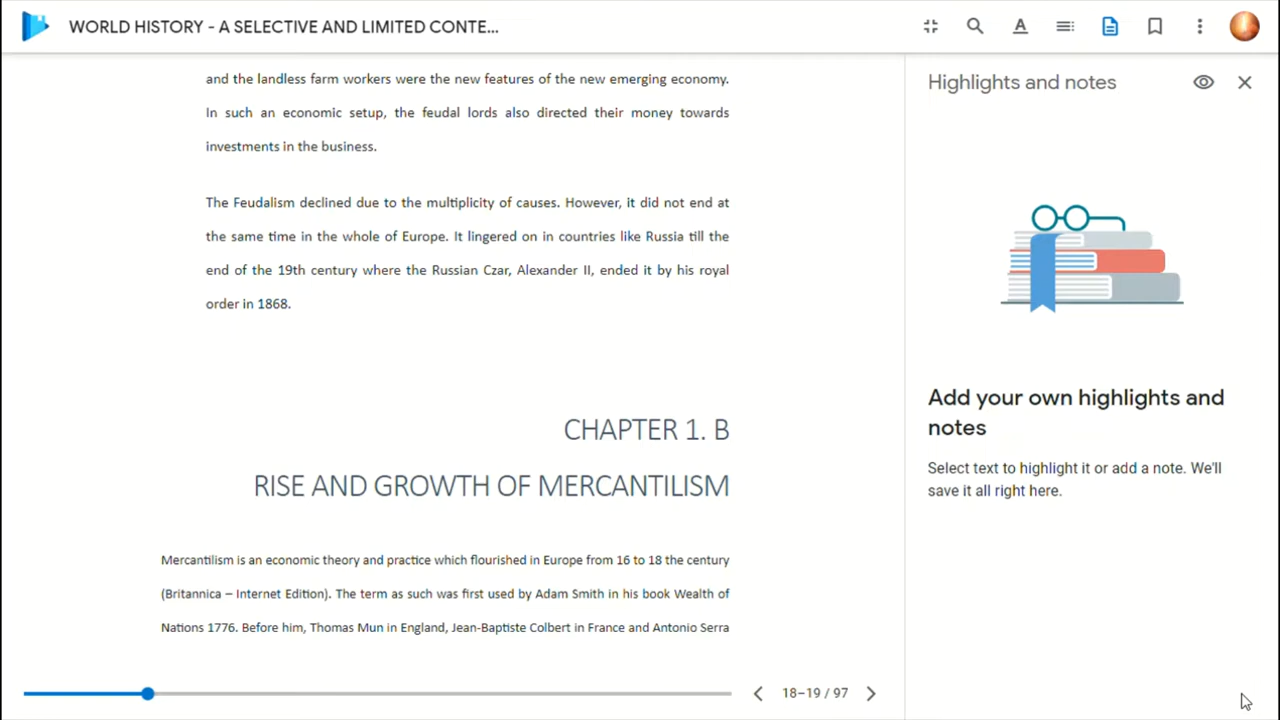 WORLD HISTORY - A SELECTIVE AND LIMITED CONTE...
Highlights and notes
and the landless farm workers were the new features of the new emerging economy.
In such an economic setup, the feudal lords also directed their money towards
investments in the business.
The Feudalism declined due to the multiplicity of causes. However, it did not end at
the same time in the whole of Europe. It lingered on in countries like Russia till the
end of the 19th century where the Russian Czar, Alexander II, ended it by his royal
order in 1868.
CHAPTER 1. B
RISE AND GROWTH OF MERCANTILISM
Mercantilism is an economic theory and practice which flourished in Europe from 16 to 18 the century
(Britannica – Internet Edition). The term as such was first used by Adam Smith in his book Wealth of
Nations 1776. Before him, Thomas Mun in England, Jean-Baptiste Colbert in France and Antonio Serra
Add your own highlights and
notes
Select text to highlight it or add a note. We'll
save it all right here.
18–19 / 97